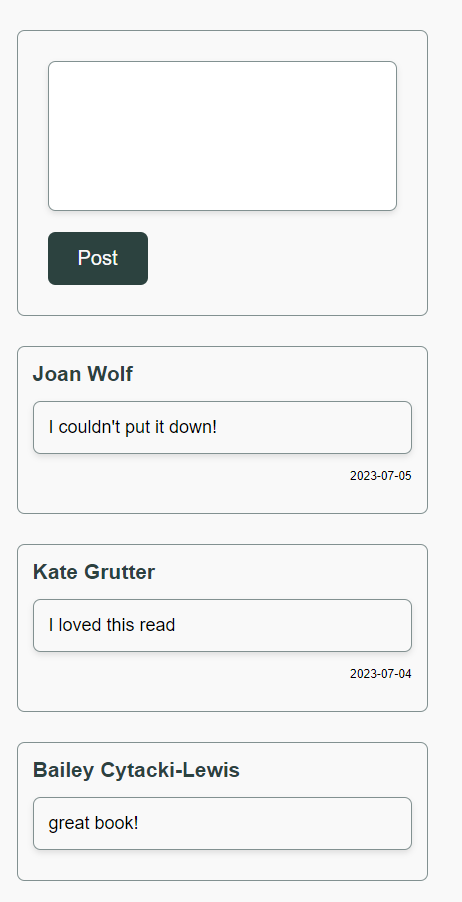 Post
Joan Wolf
I couldn't put it down!
2023-07-05
Kate Grutter
I loved this read
2023-07-04
Bailey Cytacki-Lewis
great book!